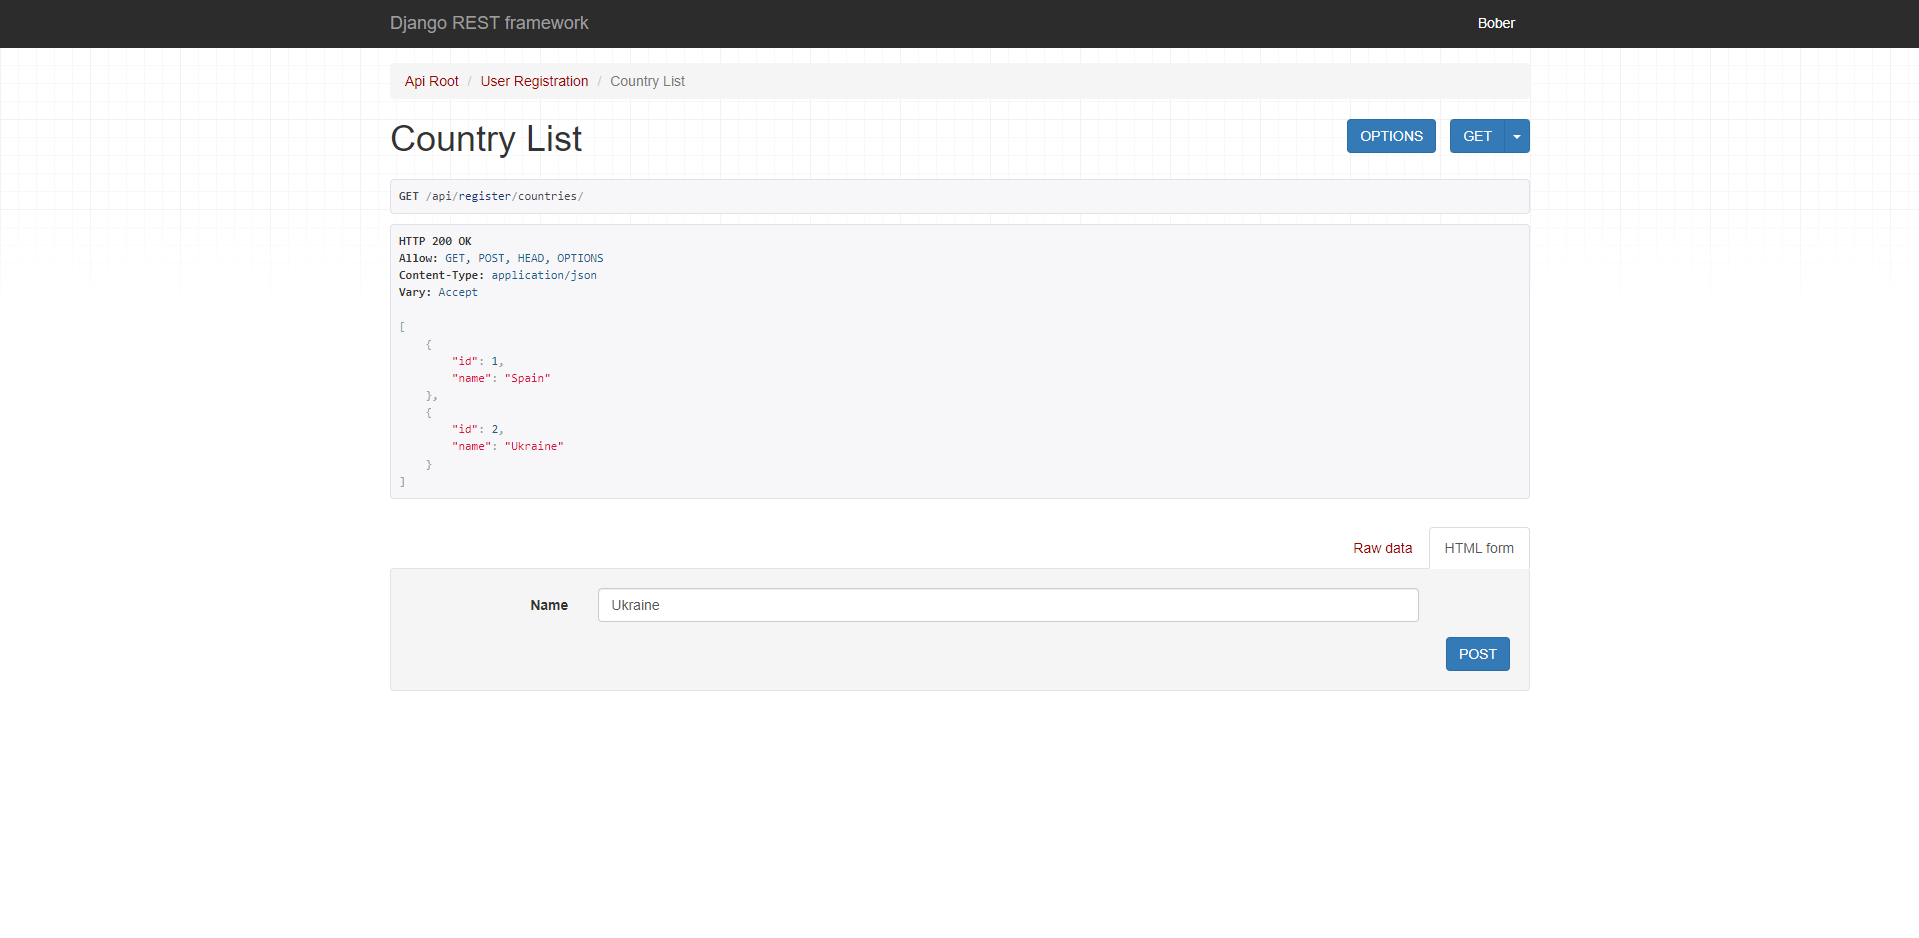 Django REST framework
Bober
Api Root / User Registration / Country List
Country List
OPTIONS
GET
GET /api/register/countries/
HTTP 200 OK
Allow: GET, POST, HEAD, OPTIONS
Content-Type: application/json
Vary: Accept
[
    {
        "id": 1,
        "name": "Spain"
    },
    {
        "id": 2,
        "name": "Ukraine"
    }
]
Raw data
HTML form
Name
Ukraine
POST